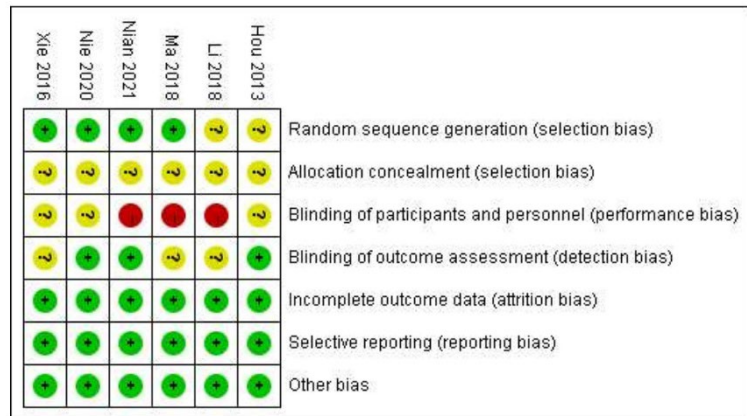 Xie 2016
Nie 2020
Nian 2021
Ma 2018
Li 2018
Hou 2013
+ + + + ? ? Random sequence generation (selection bias)
? ? ? ? ? ? Allocation concealment (selection bias)
? ? ? Blinding of participants and personnel (performance bias)
? + + ? ? + Blinding of outcome assessment (detection bias)
+ + + + + + Incomplete outcome data (attrition bias)
+ + + + + + Selective reporting (reporting bias)
+ + + + + + Other bias